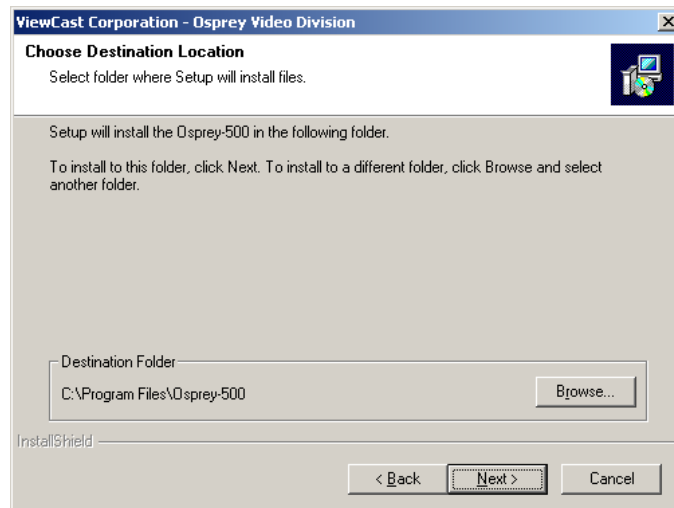 ViewCast Corporation - Osprey Video Division
Choose Destination Location
Select folder where Setup will install files.
Setup will install the Osprey-500 in the following folder.
To install to this folder, click Next. To install to a different folder, click Browse and select
another folder.
Destination Folder
C:\Program Files\Osprey-500
Browse...
InstallShield
< Back
Next >
Cancel